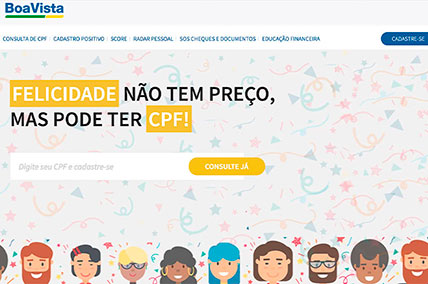 BoaVista
CONSULTA DE CPF | CADASTRO POSITIVO | SCORE | RADAR PESSOAL | SOS CHEQUES E DOCUMENTOS | EDUCAÇÃO FINANCEIRA CADASTRE-SE
FELICIDADE NÃO TEM PREÇO,
MAS PODE TER CPF!
Digite seu CPF e cadastre-se CONSULTE JÁ